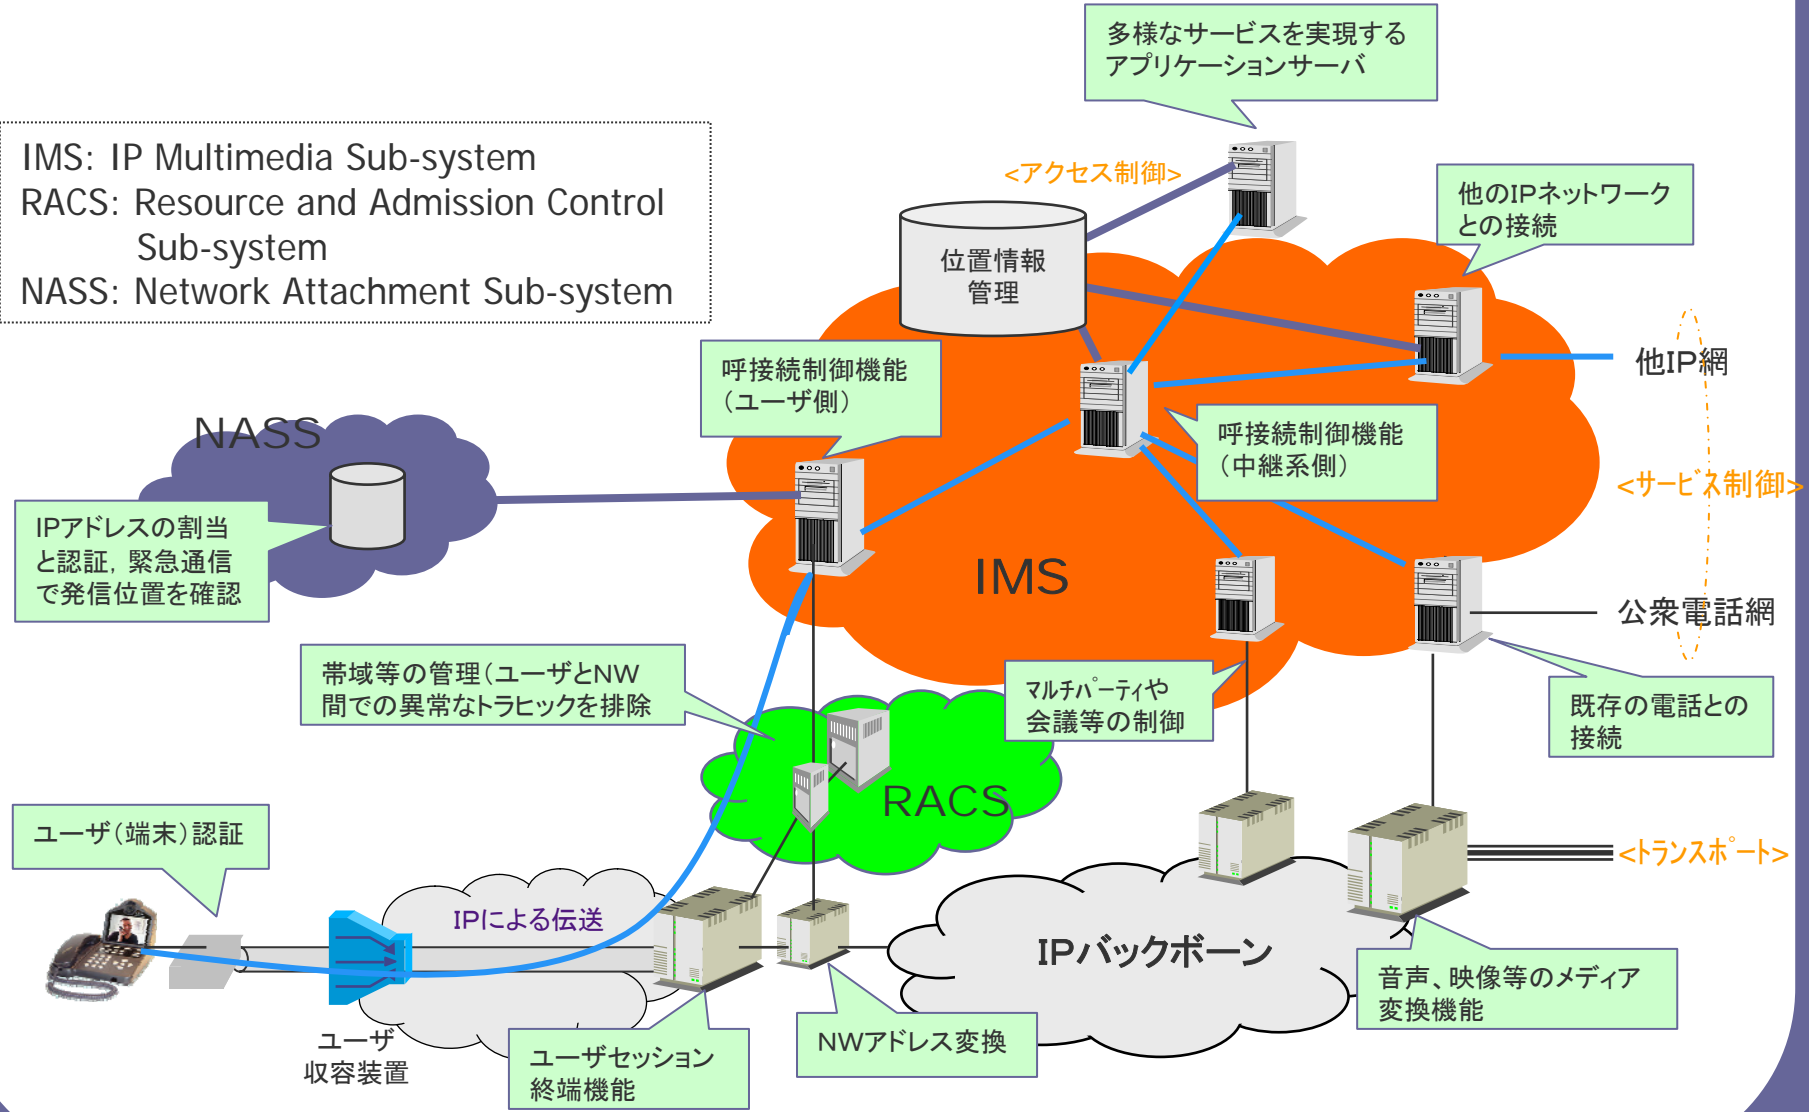 多様なサービスを実現する
アプリケーションサーバ
IMS: IP Multimedia Sub-system
RACS: Resource and Admission Control
Sub-system
NASS: Network Attachment Sub-system
<アクセス制御>
他のIPネットワーク
との接続
位置情報
管理
呼接続制御機能
（ユーザ側）
他IP網
NASS
呼接続制御機能
（中継系側）
<サービス制御>
IPアドレスの割当
と認証，緊急通信
で発信位置を確認
IMS
公衆電話網
帯域等の管理（ユーザとNW
間での異常なトラヒックを排除
マルチパーティや
会議等の制御
既存の電話との
接続
RACS
ユーザ（端末）認証
<トランスポート>
IPによる伝送
IPバックボーン
音声、映像等のメディア
変換機能
ユーザ
収容装置
ユーザセッション
終端機能
NWアドレス変換